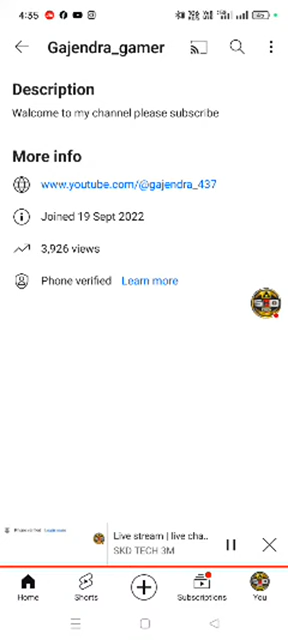 4:35
Gajendra_gamer
Description
Walcome to my channel please subscribe
More info
www.youtube.com/@gajendra_437
Joined 19 Sept 2022
3,926 views
Phone verified Learn more
Live stream | live cha..
SKD TECH 3M
Home Shorts Subscriptions You